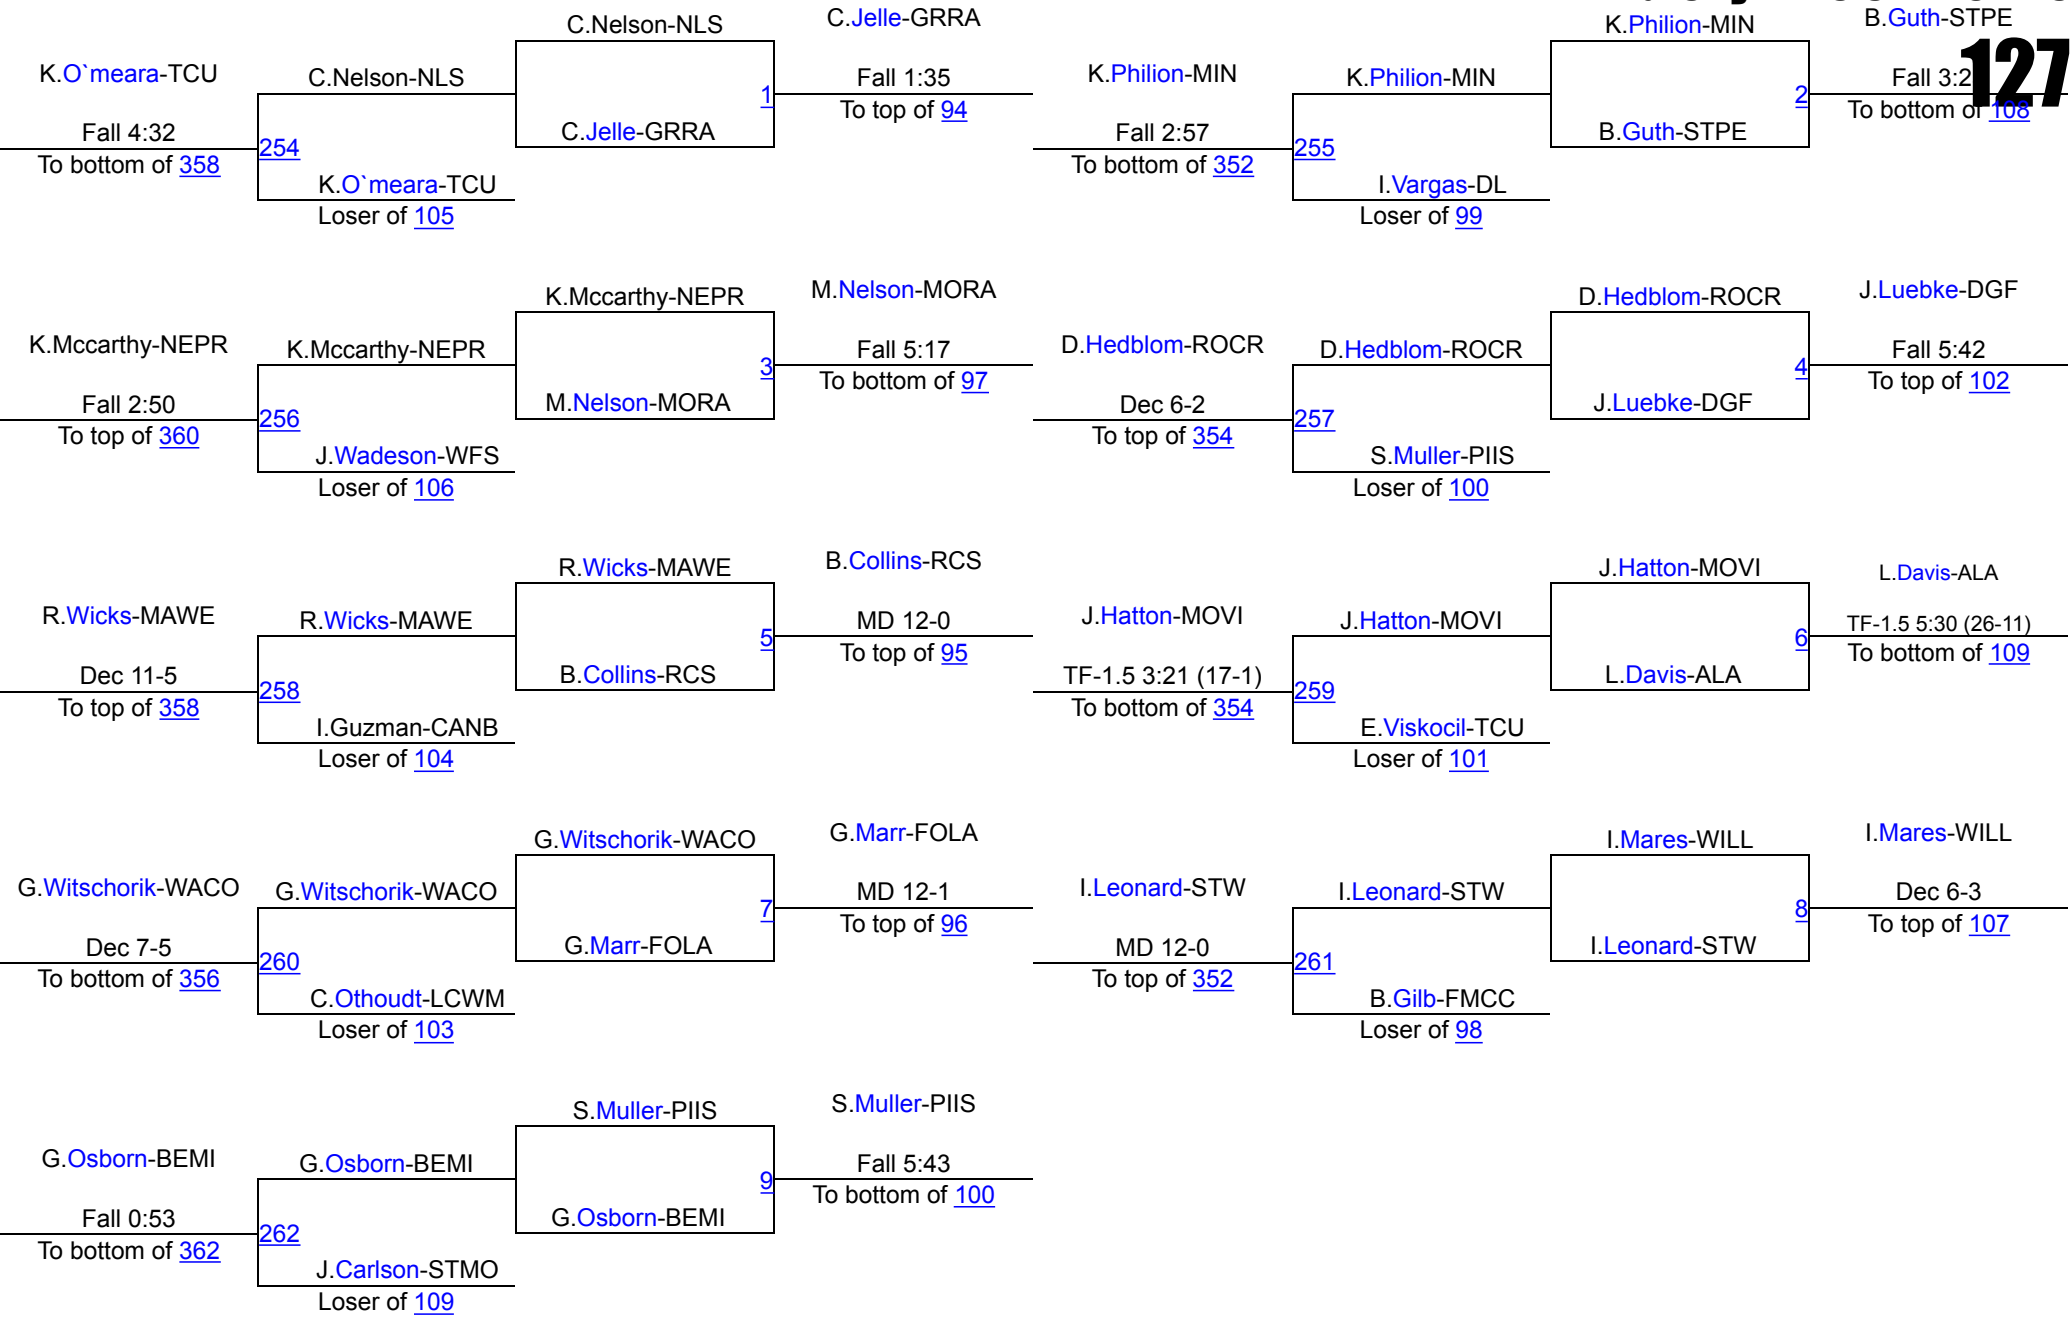 C.Nelson-NLS
C.Jelle-GRRA
K.Philion-MIN
B.Guth-STPE
127
K.O`meara-TCU
C.Nelson-NLS
Fall 1:35
K.Philion-MIN
K.Philion-MIN
Fall 3:2
1
To top of 94
2
To bottom of 108
Fall 4:32
C.Jelle-GRRA
Fall 2:57
B.Guth-STPE
254
255
To bottom of 358
To bottom of 352
K.O`meara-TCU
I.Vargas-DL
Loser of 105
Loser of 99
K.Mccarthy-NEPR
M.Nelson-MORA
D.Hedblom-ROCR
J.Luebke-DGF
K.Mccarthy-NEPR
K.Mccarthy-NEPR
Fall 5:17
D.Hedblom-ROCR
D.Hedblom-ROCR
Fall 5:42
3
To bottom of 97
4
To top of 102
Fall 2:50
M.Nelson-MORA
Dec 6-2
J.Luebke-DGF
256
257
To top of 360
To top of 354
J.Wadeson-WFS
S.Muller-PIIS
Loser of 106
Loser of 100
R.Wicks-MAWE
B.Collins-RCS
J.Hatton-MOVI
L.Davis-ALA
R.Wicks-MAWE
R.Wicks-MAWE
MD 12-0
J.Hatton-MOVI
J.Hatton-MOVI
TF-1.5 5:30 (26-11)
5
To top of 95
6
To bottom of 109
Dec 11-5
B.Collins-RCS
TF-1.5 3:21 (17-1)
L.Davis-ALA
258
259
To top of 358
To bottom of 354
I.Guzman-CANB
E.Viskocil-TCU
Loser of 104
Loser of 101
G.Witschorik-WACO
G.Marr-FOLA
I.Mares-WILL
I.Mares-WILL
G.Witschorik-WACO
G.Witschorik-WACO
MD 12-1
I.Leonard-STW
I.Leonard-STW
Dec 6-3
7
To top of 96
8
To top of 107
Dec 7-5
G.Marr-FOLA
MD 12-0
I.Leonard-STW
260
261
To bottom of 356
To top of 352
C.Othoudt-LCWM
B.Gilb-FMCC
Loser of 103
Loser of 98
S.Muller-PIIS
S.Muller-PIIS
G.Osborn-BEMI
G.Osborn-BEMI
Fall 5:43
9
To bottom of 100
Fall 0:53
G.Osborn-BEMI
262
To bottom of 362
J.Carlson-STMO
Loser of 109